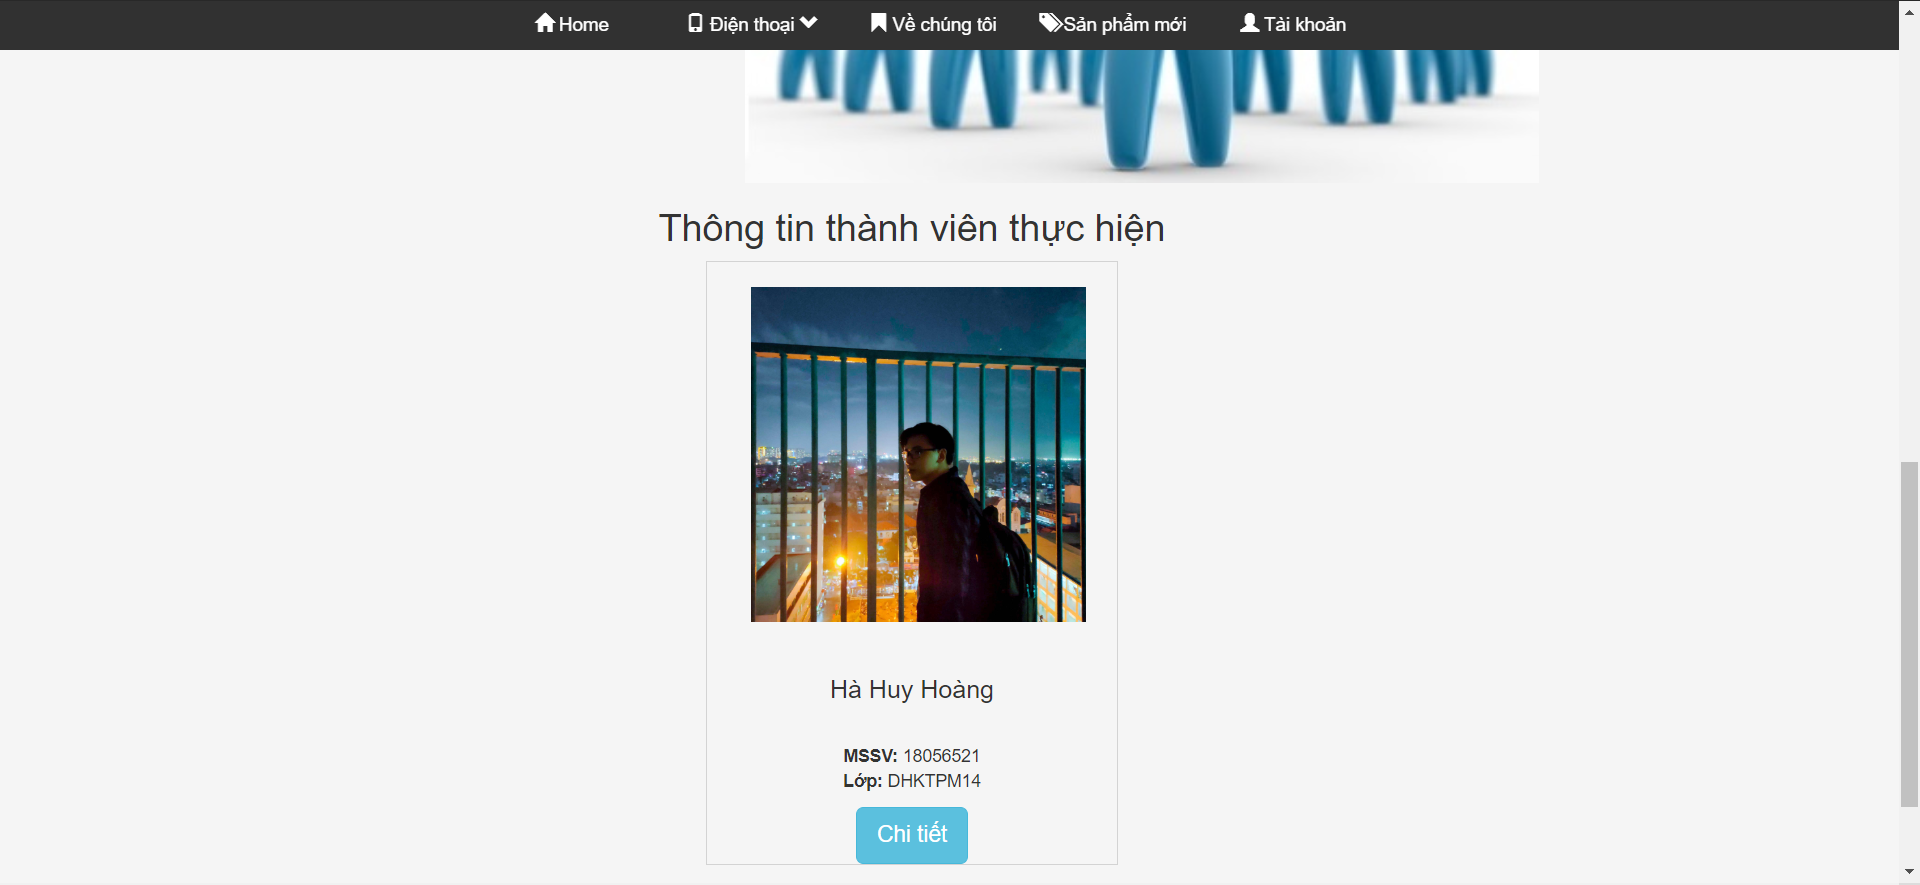 Home Điện thoại Về chúng tôi Sản phẩm mới Tài khoản
Thông tin thành viên thực hiện
Hà Huy Hoàng
MSSV: 18056521
Lớp: DHKTPM14
Chi tiết